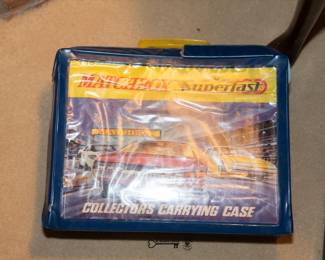 MATCHBOX Superfast
COLLECTORS CARRYING CASE